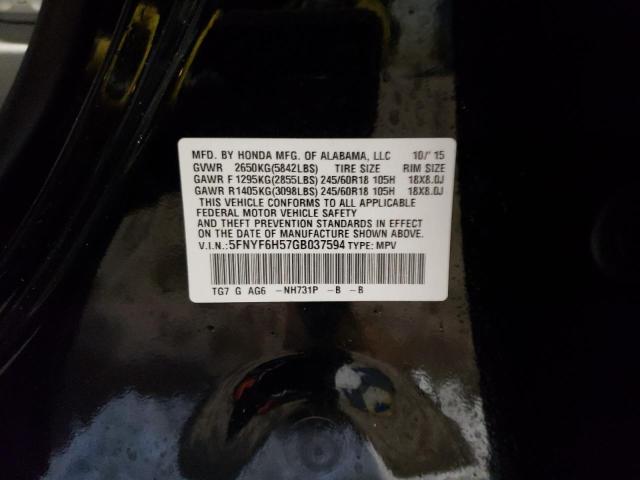 MFD. BY HONDA MFG. OF ALABAMA, LLC 10/'15
GVWR 2650KG(5842LBS) TIRE SIZE RIM SIZE
GAWR F 1295KG(2855LBS) 245/60R18 105H 18X8.0J
GAWR R 1405KG(3098LBS) 245/60R18 105H 18X8.0J
THIS VEHICLE CONFORMS TO ALL APPLICABLE
FEDERAL MOTOR VEHICLE SAFETY
AND THEFT PREVENTION STANDARDS IN EFFECT
ON THE DATE OF MANUFACTURE SHOWN ABOVE.
V.I.N.:5FNYF6H57GB037594 TYPE: MPV
TG7 G AG6 -NH731P -B -B